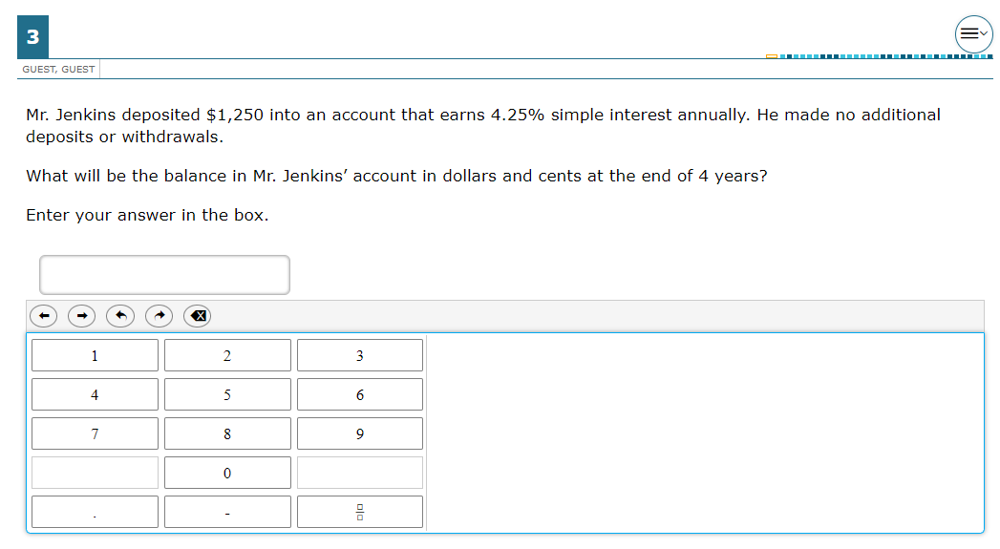 3
GUEST, GUEST
Mr. Jenkins deposited $1,250 into an account that earns 4.25% simple interest annually. He made no additional
deposits or withdrawals.
What will be the balance in Mr. Jenkins’ account in dollars and cents at the end of 4 years?
Enter your answer in the box.
1 2 3
4 5 6
7 8 9
0
. -